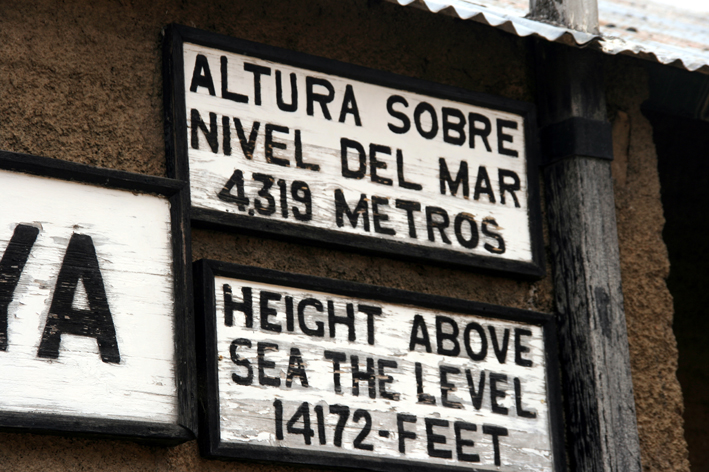 ALTURA SOBRE
NIVEL DEL MAR
4.319 METROS
YA
HEIGHT ABOVE
SEA THE LEVEL
14172-FEET